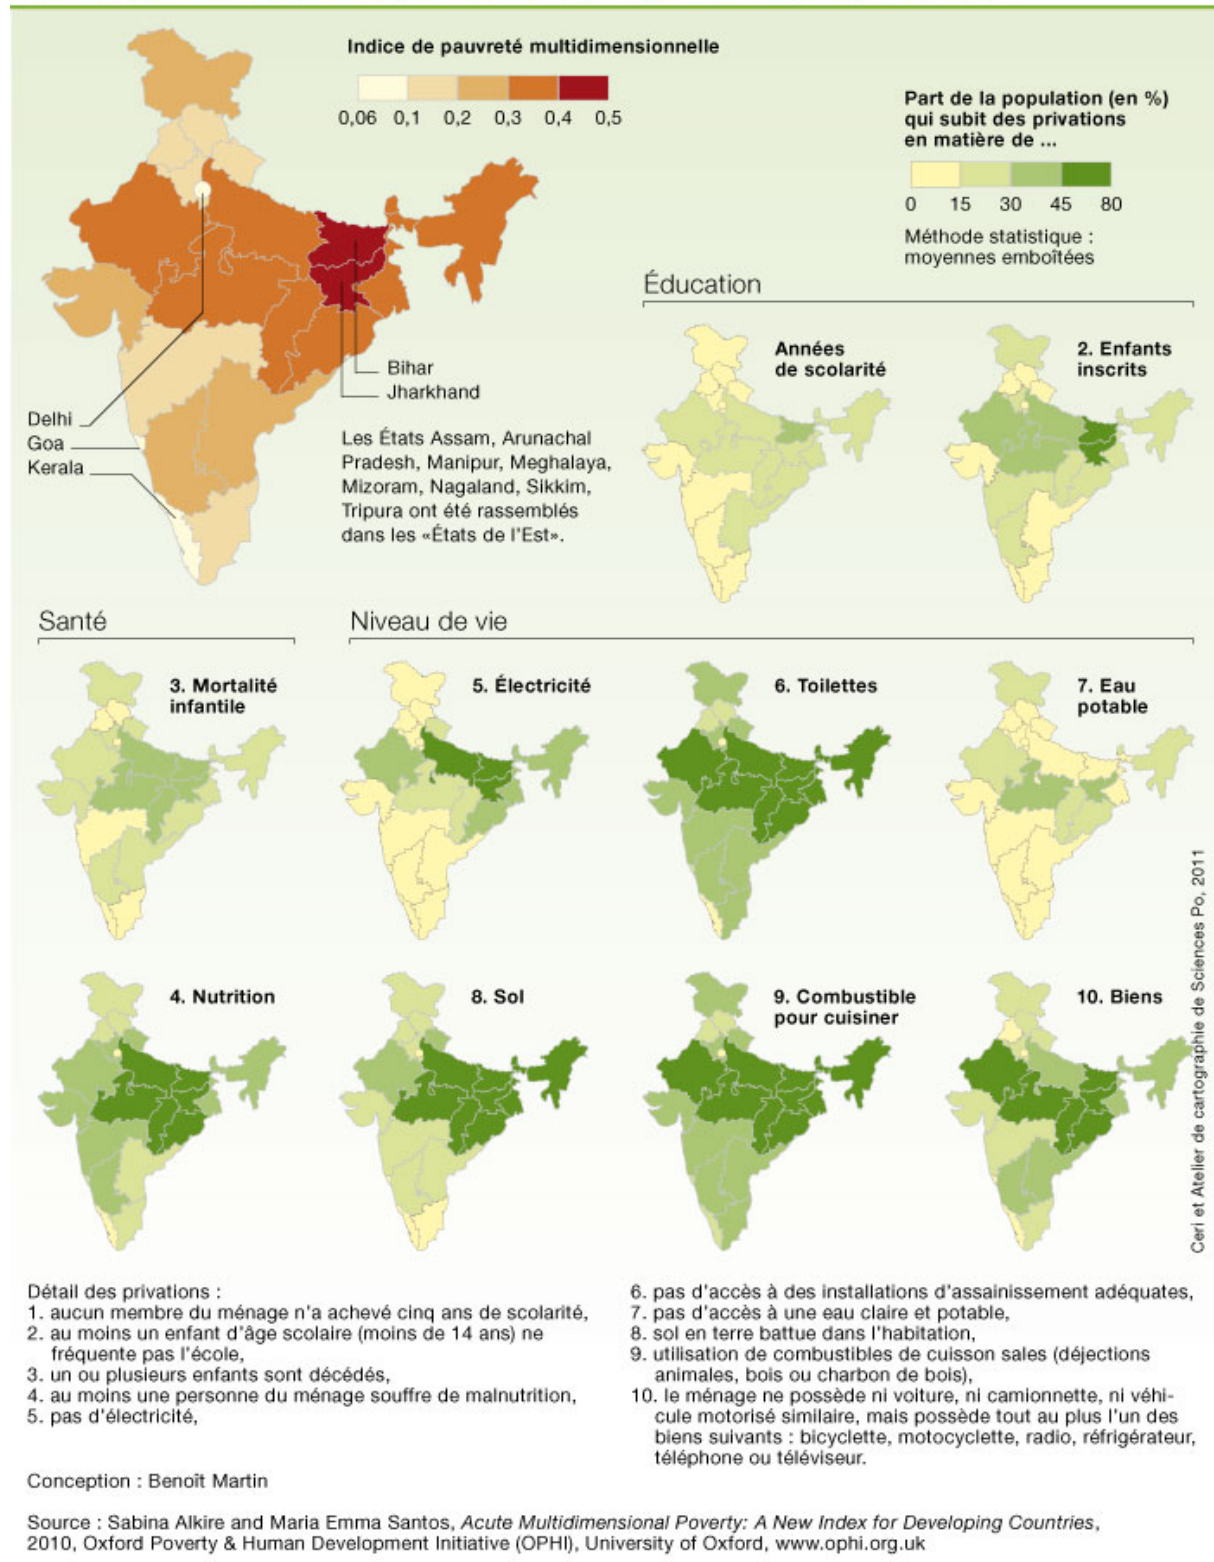 Indice de pauvreté multidimensionnelle
0,06 0,1 0,2 0,3 0,4 0,5
Part de la population (en %)
qui subit des privations
en matière de ...
0 15 30 45 80
Méthode statistique :
moyennes emboîtées
Bihar
Jharkhand
Delhi
Goa
Kerala
Les États Assam, Arunachal
Pradesh, Manipur, Meghalaya,
Mizoram, Nagaland, Sikkim,
Tripura ont été rassemblés
dans les «États de l'Est».
Éducation
Années
de scolarité
2. Enfants
inscrits
Santé
Niveau de vie
3. Mortalité
infantile
5. Électricité
6. Toilettes
7. Eau
potable
4. Nutrition
8. Sol
9. Combustible
pour cuisiner
10. Biens
Ceri et Atelier de cartographie de Sciences Po, 2011
Détail des privations :
1. aucun membre du ménage n'a achevé cinq ans de scolarité,
2. au moins un enfant d'âge scolaire (moins de 14 ans) ne
fréquente pas l'école,
3. un ou plusieurs enfants sont décédés,
4. au moins une personne du ménage souffre de malnutrition,
5. pas d'électricité,
6. pas d'accès à des installations d'assainissement adéquates,
7. pas d'accès à une eau claire et potable,
8. sol en terre battue dans l'habitation,
9. utilisation de combustibles de cuisson sales (déjections
animales, bois ou charbon de bois),
10. le ménage ne possède ni voiture, ni camionnette, ni véhi-
cule motorisé similaire, mais possède tout au plus l'un des
biens suivants : bicyclette, motocyclette, radio, réfrigérateur,
téléphone ou téléviseur.
Conception : Benoît Martin
Source : Sabina Alkire and Maria Emma Santos, Acute Multidimensional Poverty: A New Index for Developing Countries,
2010, Oxford Poverty & Human Development Initiative (OPHI), University of Oxford, www.ophi.org.uk